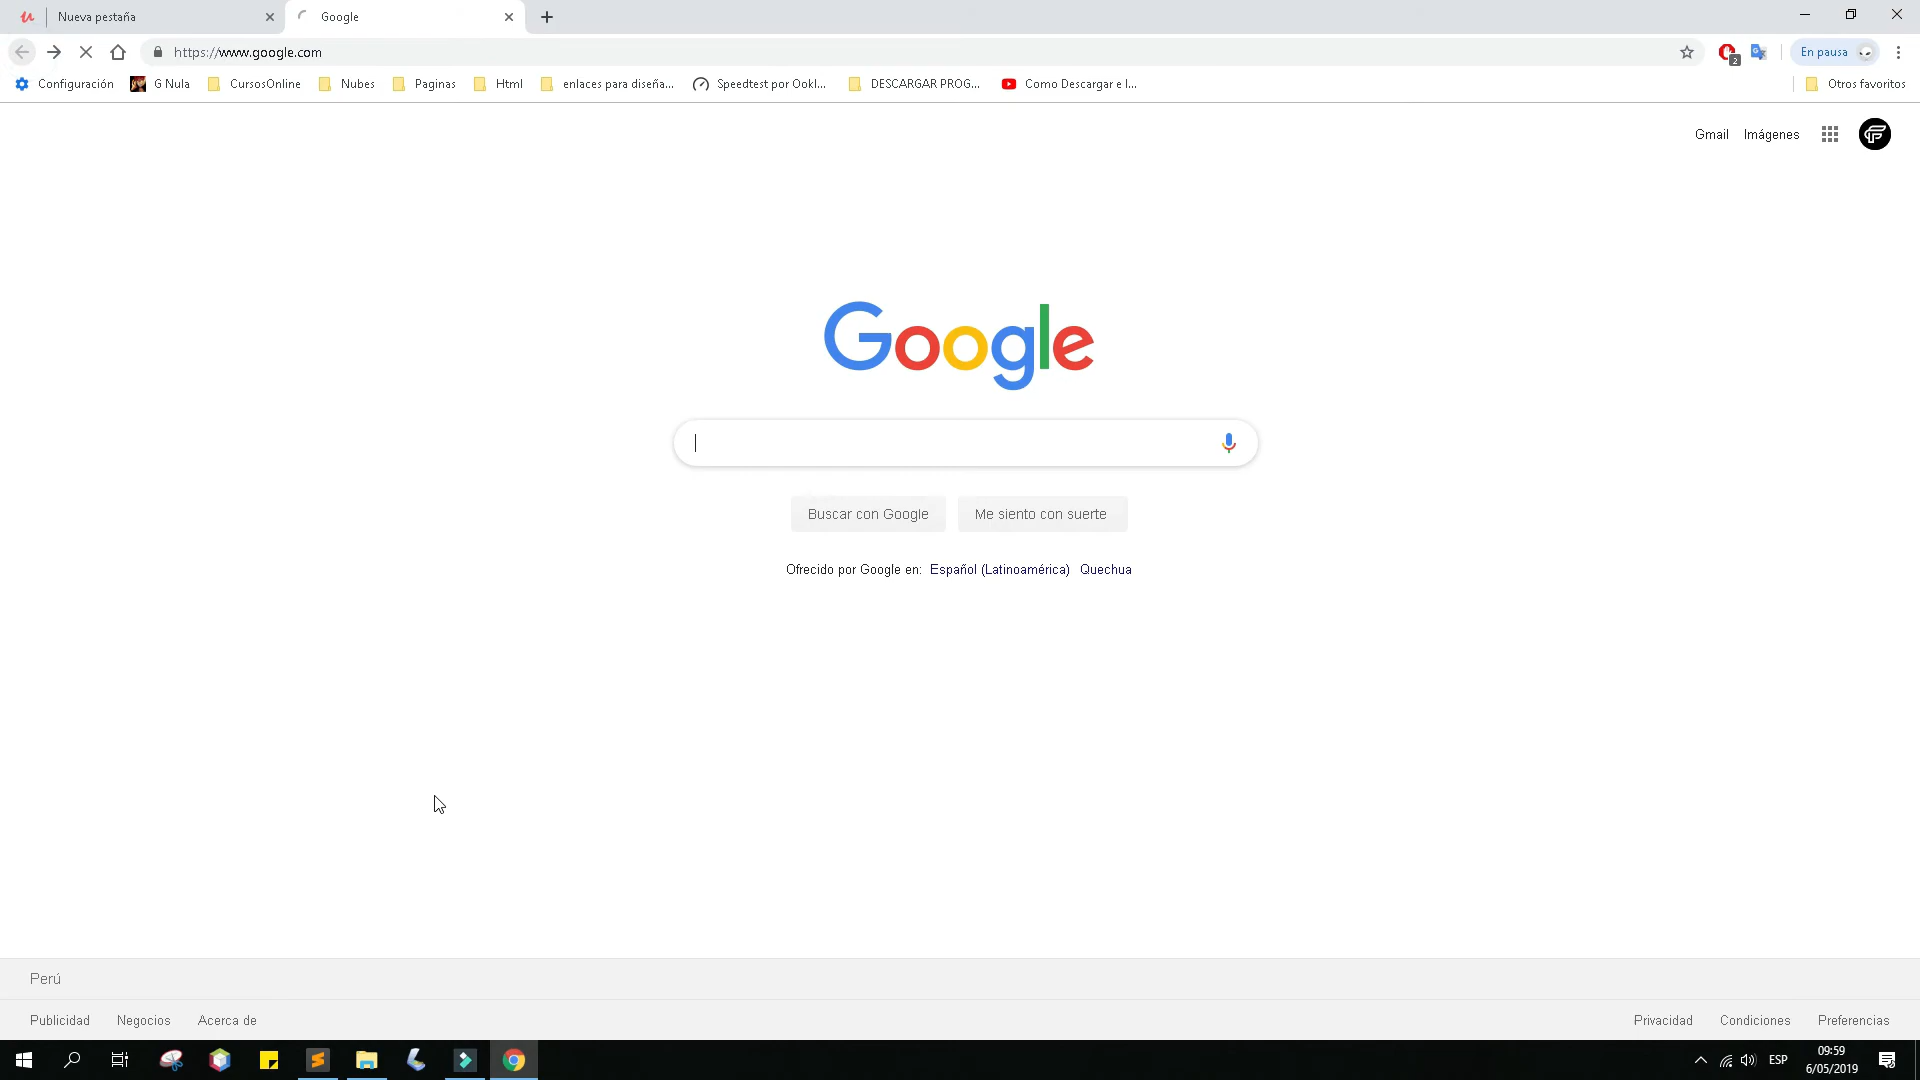 Nueva pestaña
Google
https://www.google.com
En pausa
2
Configuración
G Nula
CursosOnline
Nubes
Paginas
Html
enlaces para diseña...
Speedtest por Ookl...
DESCARGAR PROG...
Como Descargar e I...
Otros favoritos
Gmail
Imágenes
Google
Buscar con Google
Me siento con suerte
Ofrecido por Google en: Español (Latinoamérica) Quechua
Perú
Publicidad
Negocios
Acerca de
Privacidad
Condiciones
Preferencias
ESP
09:59
6/05/2019